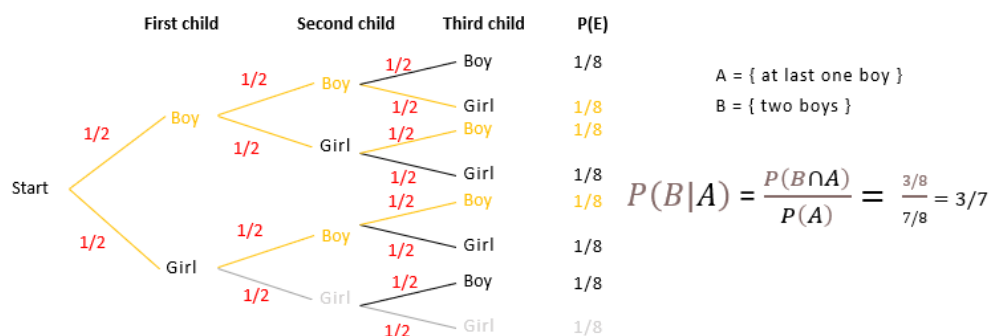 First child Second child Third child P(E)
1/2 Boy 1/8
1/2 Boy
1/2 Girl 1/8
1/2 Boy 1/2 Boy 1/8
1/2 Girl
1/2 Girl 1/8
Start
1/2 Boy 1/8
1/2 1/2 Boy
1/2 Girl 1/8
Girl 1/2 Boy 1/8
1/2 Girl
1/2 Girl 1/8
A = { at last one boy }
B = { two boys }
P(B|A) = P(B∩A) / P(A) = 3/8 / 7/8 = 3/7